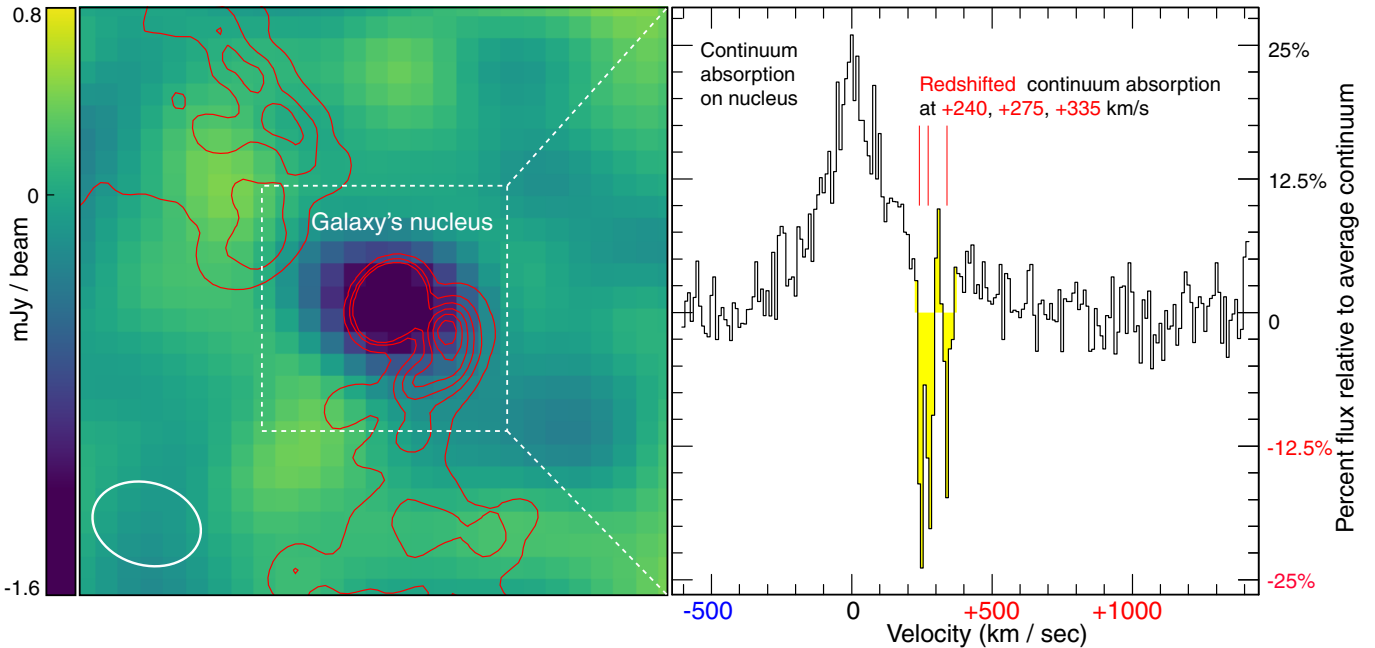 0.8
0
-1.6
mJy / beam
Galaxy's nucleus
Continuum
absorption
on nucleus
Redshifted continuum absorption
at +240, +275, +335 km/s
25%
12.5%
0
-12.5%
-25%
Percent flux relative to average continuum
-500 0 +500 +1000
Velocity (km / sec)